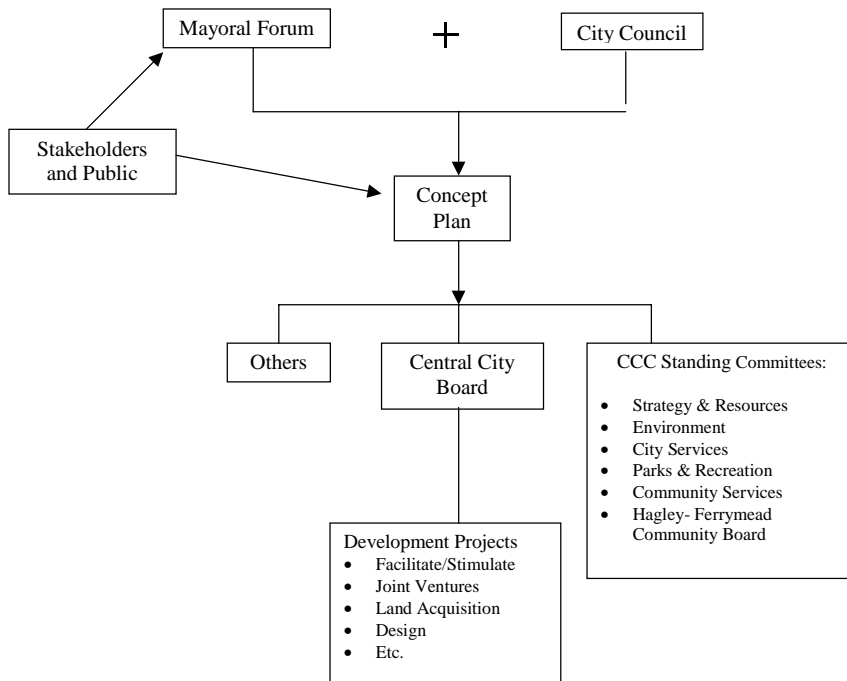 Mayoral Forum
+
City Council
Stakeholders
and Public
Concept
Plan
Others
Central City
Board
CCC Standing Committees:
• Strategy & Resources
• Environment
• City Services
• Parks & Recreation
• Community Services
• Hagley- Ferrymead
Community Board
Development Projects
• Facilitate/Stimulate
• Joint Ventures
• Land Acquisition
• Design
• Etc.